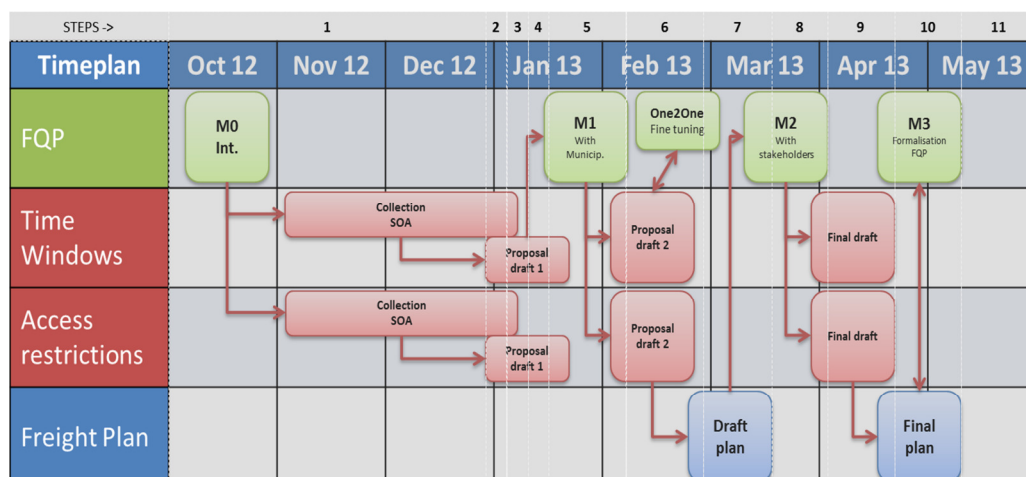 STEPS ->
1
2
3
4
5
6
7
8
9
10
11
Timeplan
Oct 12
Nov 12
Dec 12
Jan 13
Feb 13
Mar 13
Apr 13
May 13
FQP
M0
Int.
M1
With
Municip.
One2One
Fine tuning
M2
With
stakeholders
M3
Formalisation
FQP
Time
Windows
Collection
SOA
Proposal
draft 1
Proposal
draft 2
Final draft
Access
restrictions
Collection
SOA
Proposal
draft 1
Proposal
draft 2
Final draft
Freight Plan
Draft
plan
Final
plan